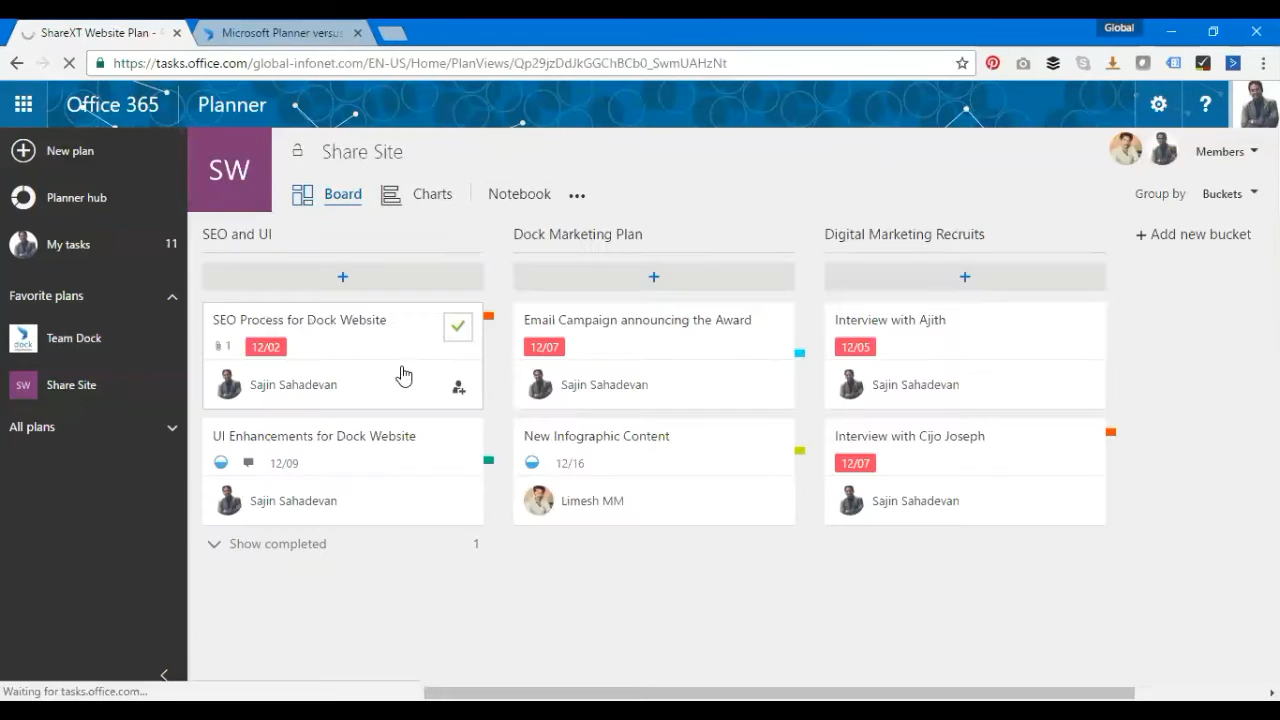 ShareXT Website Plan -
Microsoft Planner versus
Global
https://tasks.office.com/global-infonet.com/EN-US/Home/PlanViews/Qp29jzDdJkGGChBCb0_SwmUAHzNt
Office 365
Planner
?
New plan
Planner hub
My tasks 11
Favorite plans
dock
Team Dock
SW
Share Site
All plans
SW
Share Site
Members
Board
Charts
Notebook
Group by Buckets
SEO and UI
Dock Marketing Plan
Digital Marketing Recruits
+ Add new bucket
+
+
+
SEO Process for Dock Website
1 12/02
Sajin Sahadevan
Email Campaign announcing the Award
12/07
Sajin Sahadevan
Interview with Ajith
12/05
Sajin Sahadevan
UI Enhancements for Dock Website
12/09
Sajin Sahadevan
New Infographic Content
12/16
Limesh MM
Interview with Cijo Joseph
12/07
Sajin Sahadevan
Show completed 1
Waiting for tasks.office.com...